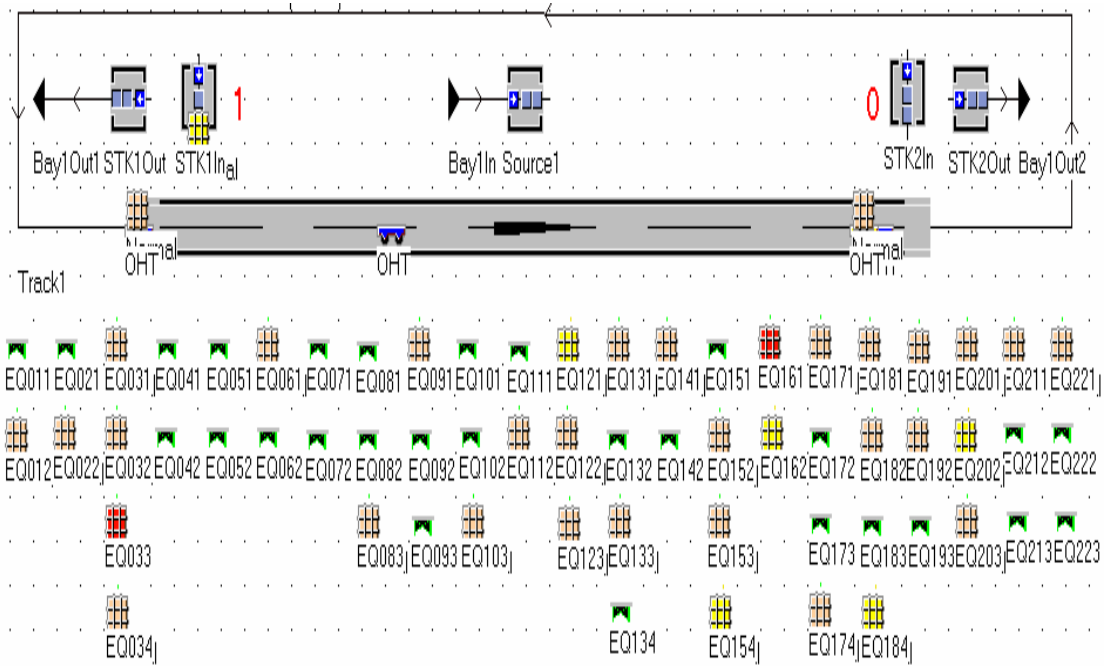 1 0
Bay1Out1 STK1Out STK1In al Bay1In Source1 STK2In STK2Out Bay1Out2
OHT OHT OHT
Track1
EQ011 EQ021 EQ031 EQ041 EQ051 EQ061 EQ071 EQ081 EQ091 EQ101 EQ111 EQ121 EQ131 EQ141 EQ151 EQ161 EQ171 EQ181 EQ191 EQ201 EQ211 EQ221
EQ012 EQ022 EQ032 EQ042 EQ052 EQ062 EQ072 EQ082 EQ092 EQ102 EQ112 EQ122 EQ132 EQ142 EQ152 EQ162 EQ172 EQ182 EQ192 EQ202 EQ212 EQ222
EQ033 EQ083 EQ093 EQ103 EQ123 EQ133 EQ153 EQ173 EQ183 EQ193 EQ203 EQ213 EQ223
EQ034 EQ134 EQ154 EQ174 EQ184